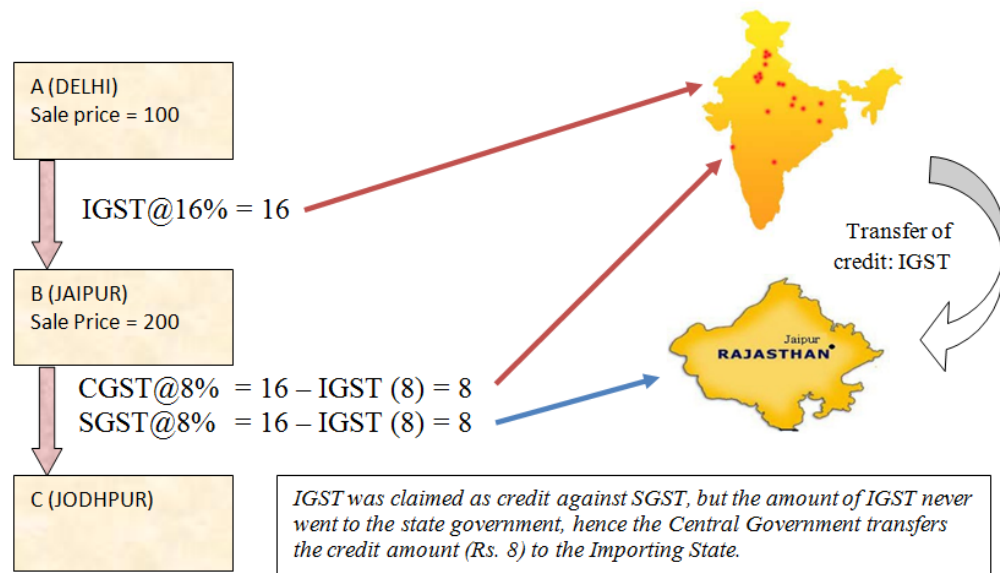 A (DELHI)
Sale price = 100
IGST@16% = 16
B (JAIPUR)
Sale Price = 200
CGST@8% = 16 – IGST (8) = 8
SGST@8% = 16 – IGST (8) = 8
C (JODHPUR)
Transfer of
credit: IGST
Jaipur
RAJASTHAN
IGST was claimed as credit against SGST, but the amount of IGST never
went to the state government, hence the Central Government transfers
the credit amount (Rs. 8) to the Importing State.